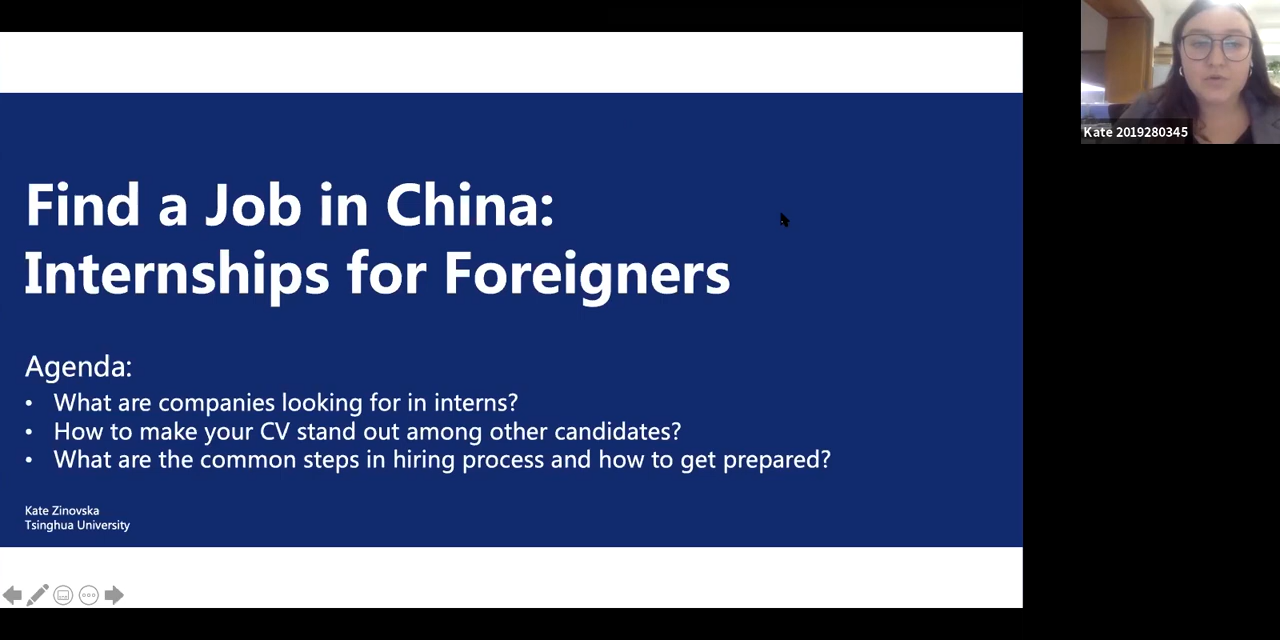 Find a Job in China:
Internships for Foreigners
Agenda:
• What are companies looking for in interns?
• How to make your CV stand out among other candidates?
• What are the common steps in hiring process and how to get prepared?
Kate Zinovska
Tsinghua University
Kate 2019280345